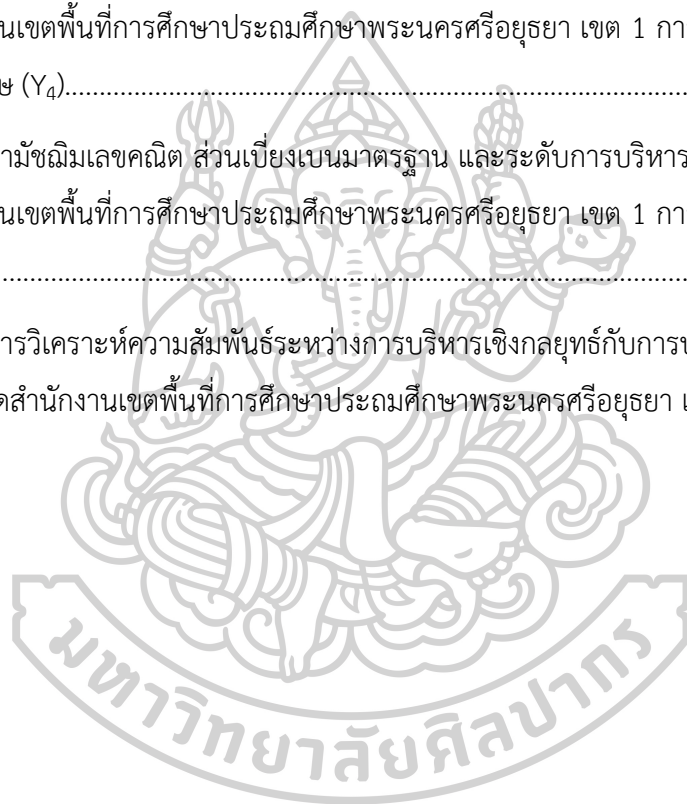 นเขตพื้นที่การศึกษาประถมศึกษาพระนครศรีอยุธยา เขต 1 กา
ษ (Y₄)....................................................................................................
ามัชฌิมเลขคณิต ส่วนเบี่ยงเบนมาตรฐาน และระดับการบริหาร
นเขตพื้นที่การศึกษาประถมศึกษาพระนครศรีอยุธยา เขต 1 กา
....................................................................................................
ารวิเคราะห์ความสัมพันธ์ระหว่างการบริหารเชิงกลยุทธ์กับการบ
ดสำนักงานเขตพื้นที่การศึกษาประถมศึกษาพระนครศรีอยุธยา เ
มหาวิทยาลัยศิลปากร